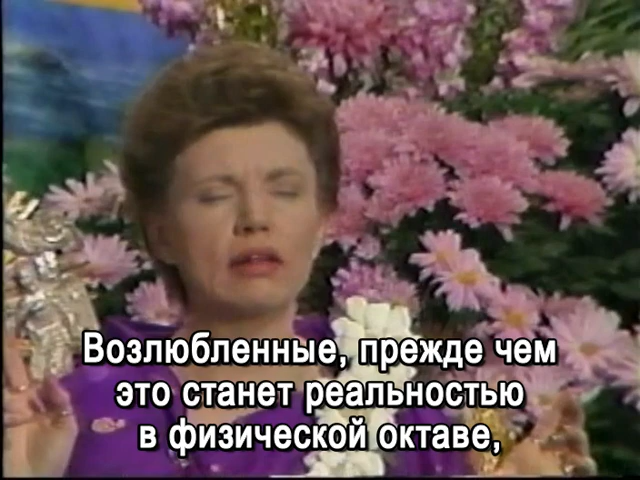 Возлюбленные, прежде чем
это станет реальностью
в физической октаве,